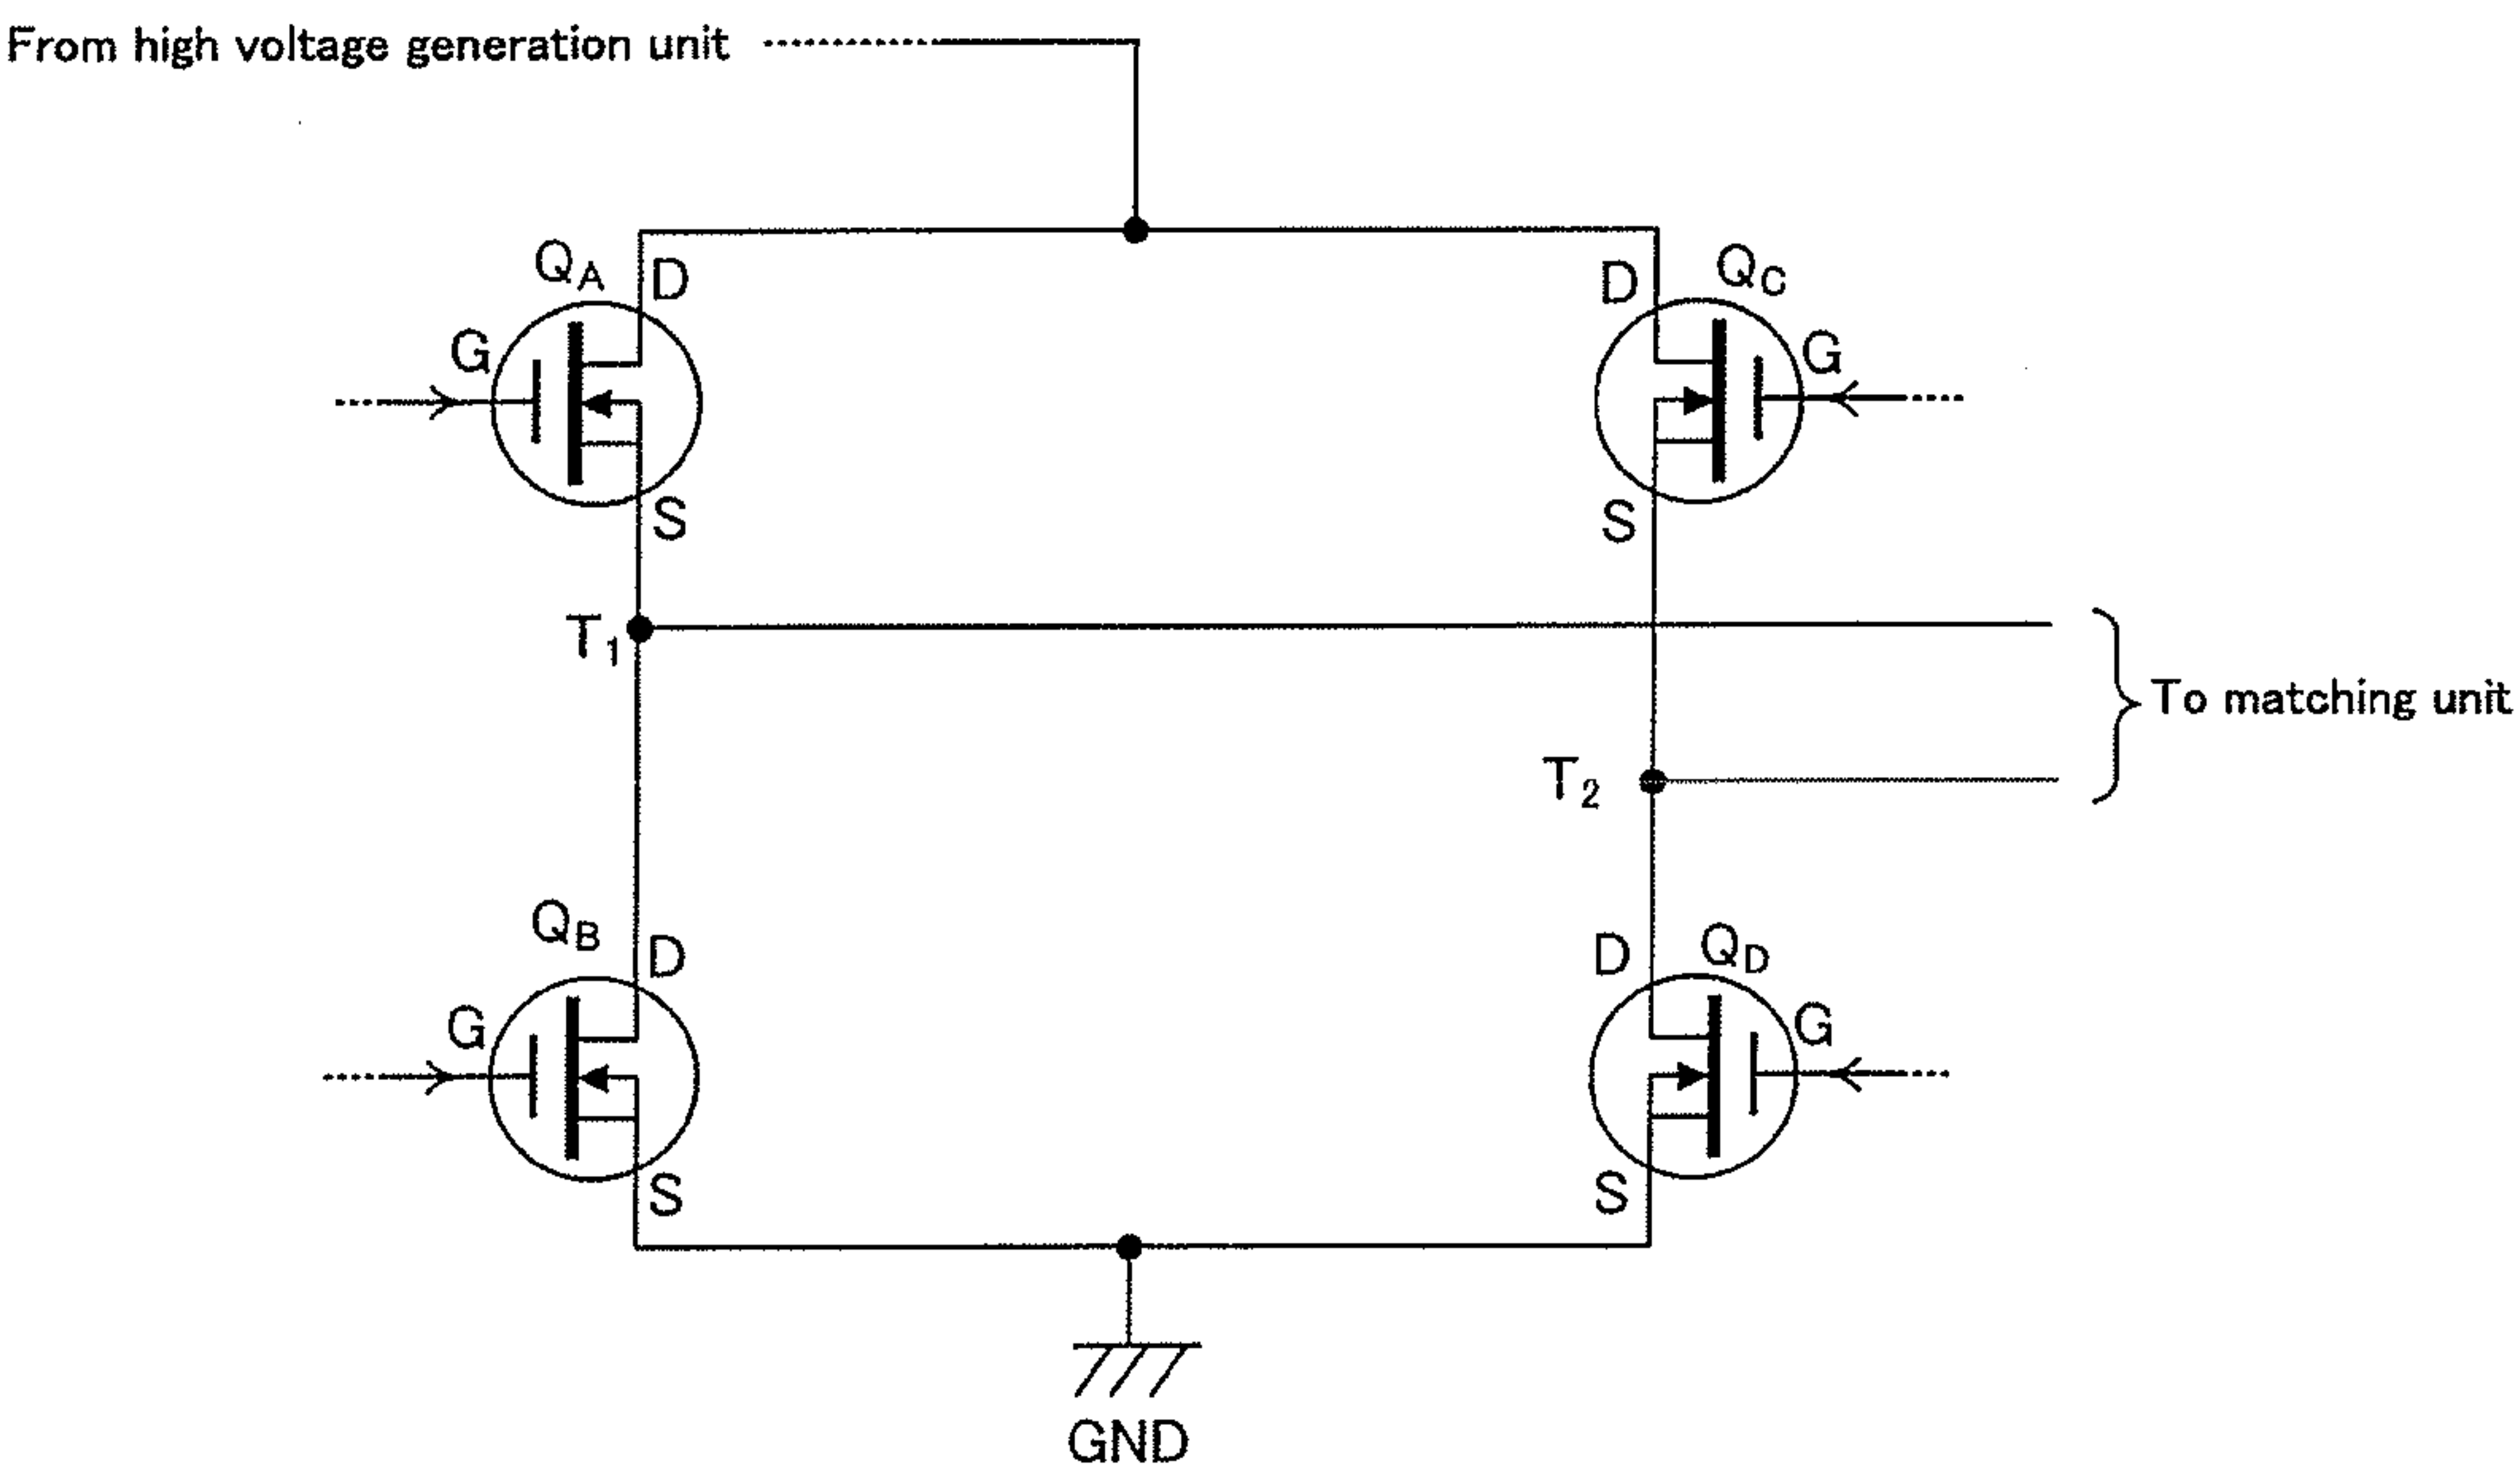 From high voltage generation unit
QA
D
G
S
D
QC
G
S
T1
To matching unit
T2
QB
D
G
S
D
QD
G
S
GND